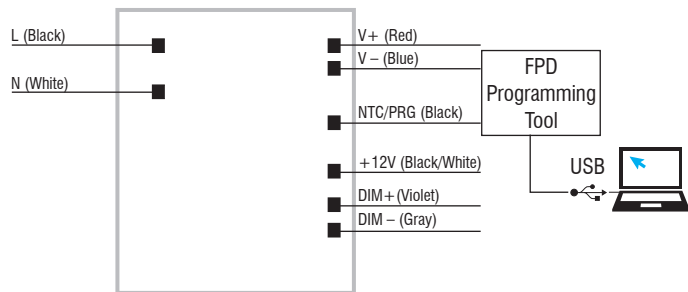 L (Black)
N (White)
V+ (Red)
V – (Blue)
NTC/PRG (Black)
+12V (Black/White)
DIM+(Violet)
DIM – (Gray)
FPD
Programming
Tool
USB